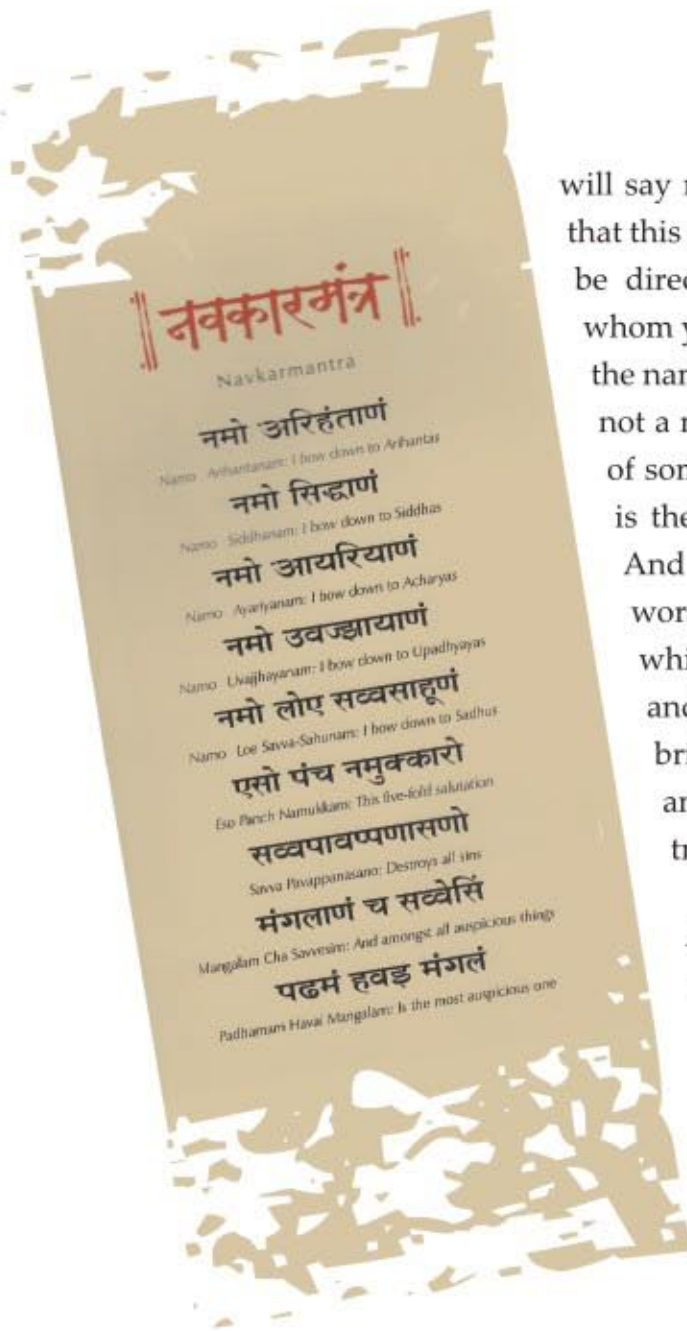 ॥ नवकारमंत्र ॥
Navkarmantra
नमो अरिहंताणं
Namo Arihantanam: I bow down to Arihantas
नमो सिद्धाणं
Namo Siddhanam: I bow down to Siddhas
नमो आयरियाणं
Namo Ayariyanam: I bow down to Acharyas
नमो उवज्झायाणं
Namo Uvajjhayanam: I bow down to Upadhyayas
नमो लोए सव्वसाहूणं
Namo Loe Savva-Sahunam: I bow down to Sadhus
एसो पंच नमुक्कारो
Eso Panch Namukkaro: This five-fold salutation
सव्वपावप्पणासणो
Savva Pavappanasano: Destroys all sins
मंगलाणं च सव्वेसिं
Mangalam Cha Savvesim: And amongst all auspicious things
पढमं हवइ मंगलं
Padhamam Havai Mangalam: Is the most auspicious one
will say
that this
be direc
whom y
the nam
not a
of som
is the
And
wor
whi
and
bri
ar
tr